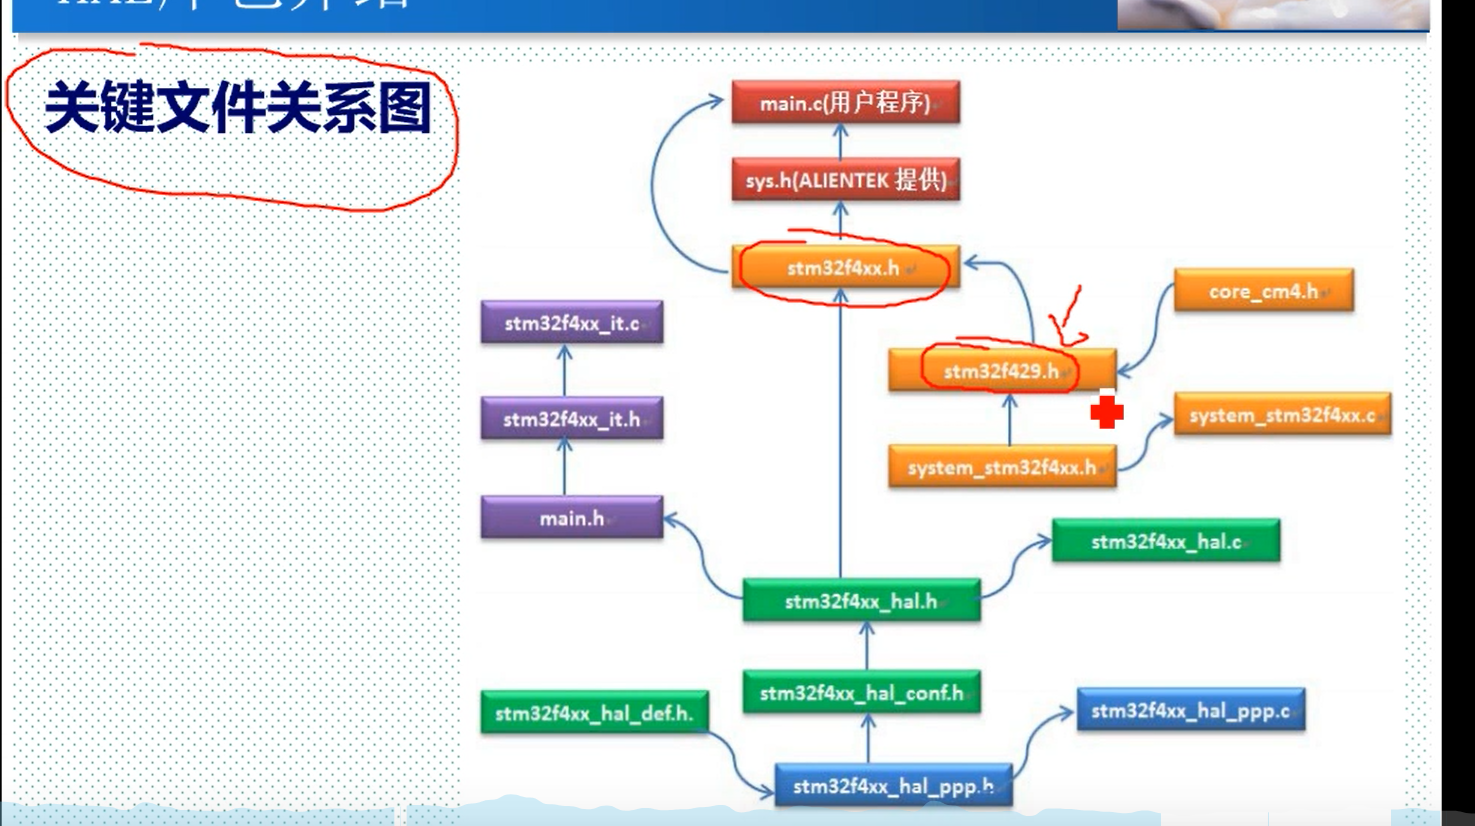 关键文件关系图
main.c(用户程序)
sys.h(ALIENTEK 提供)
stm32f4xx.h
core_cm4.h
stm32f4xx_it.c
stm32f429.h
stm32f4xx_it.h
system_stm32f4xx.c
system_stm32f4xx.h
main.h
stm32f4xx_hal.c
stm32f4xx_hal.h
stm32f4xx_hal_conf.h
stm32f4xx_hal_def.h.
stm32f4xx_hal_ppp.c
stm32f4xx_hal_ppp.h